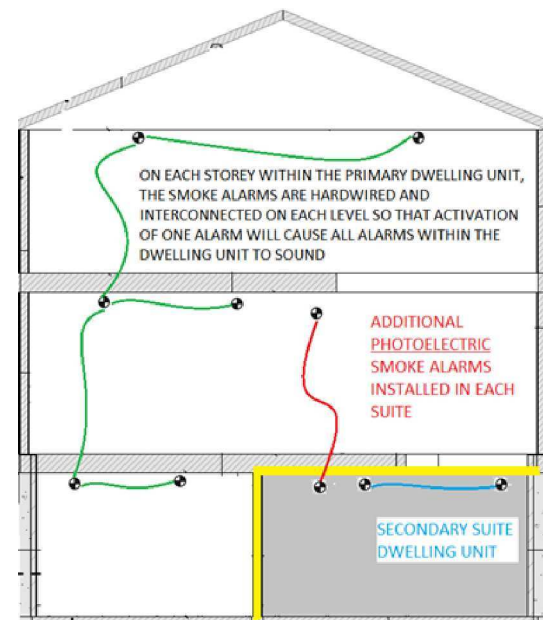 ON EACH STOREY WITHIN THE PRIMARY DWELLING UNIT,
THE SMOKE ALARMS ARE HARDWIRED AND
INTERCONNECTED ON EACH LEVEL SO THAT ACTIVATION
OF ONE ALARM WILL CAUSE ALL ALARMS WITHIN THE
DWELLING UNIT TO SOUND
ADDITIONAL
PHOTOELECTRIC
SMOKE ALARMS
INSTALLED IN EACH
SUITE
SECONDARY SUITE
DWELLING UNIT